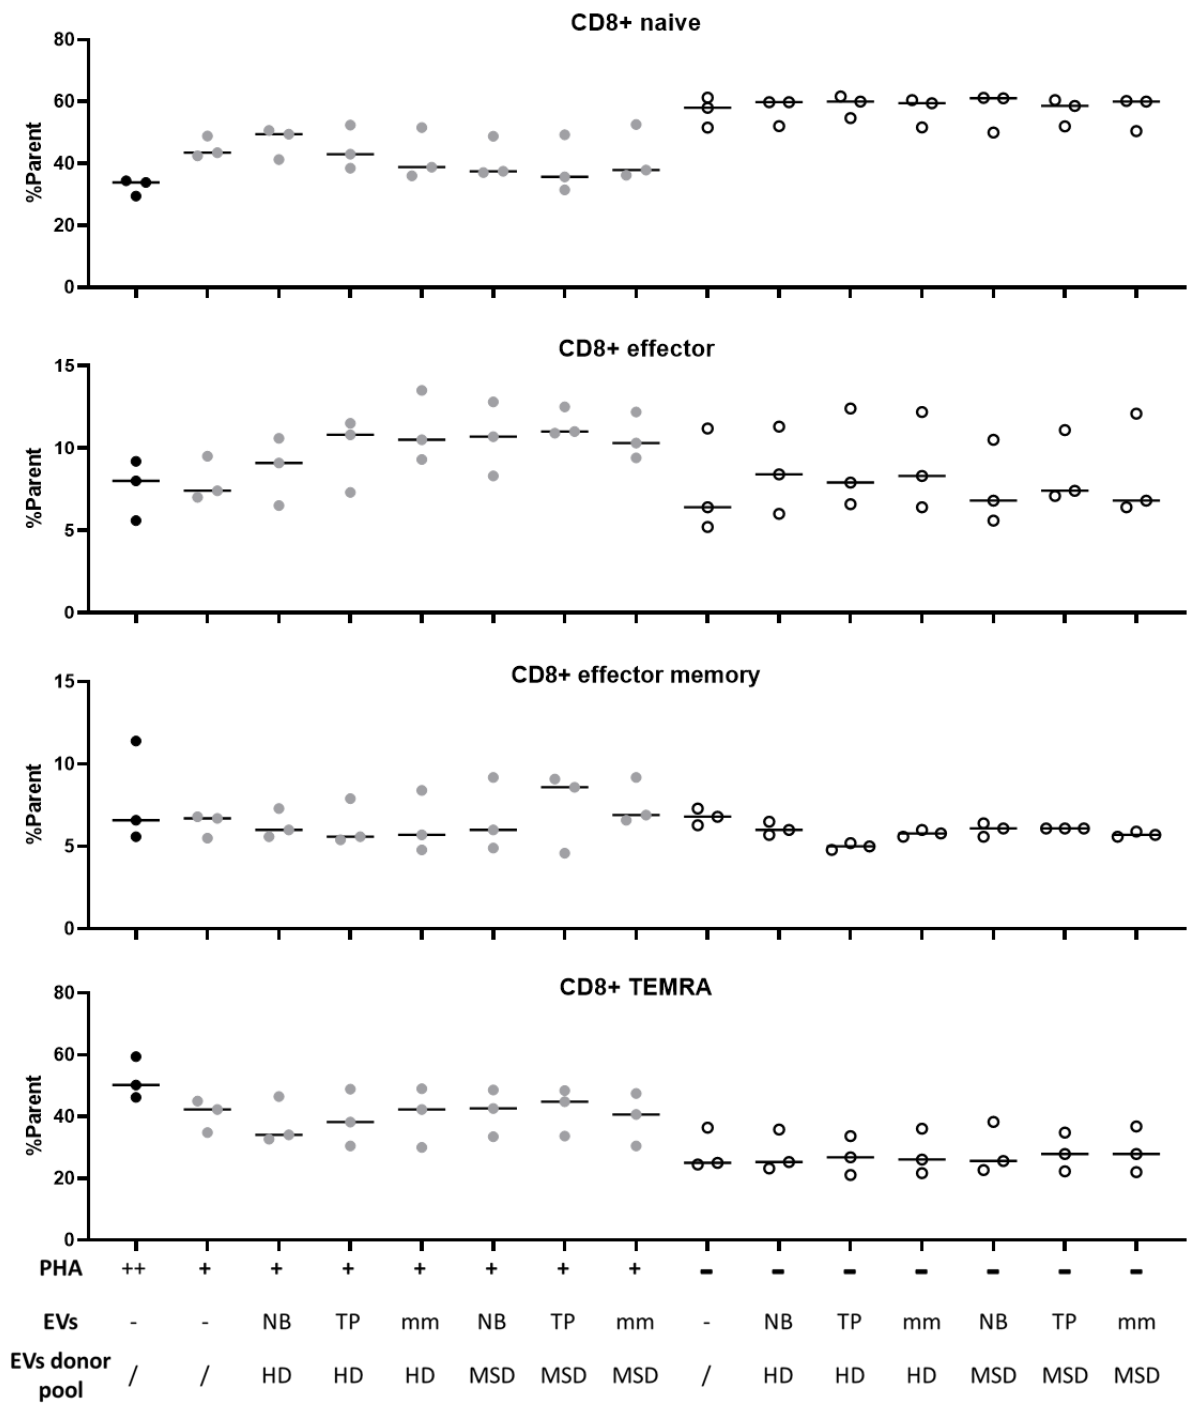 CD8+ naive
80
60
40
20
0
%Parent
CD8+ effector
15
10
5
0
%Parent
CD8+ effector memory
15
10
5
0
%Parent
CD8+ TEMRA
80
60
40
20
0
%Parent
PHA ++ + + + + + + + - - - - - - -
EVs - - NB TP mm NB TP mm - NB TP mm NB TP mm
EVs donor
pool / / HD HD HD MSD MSD MSD / HD HD HD MSD MSD MSD